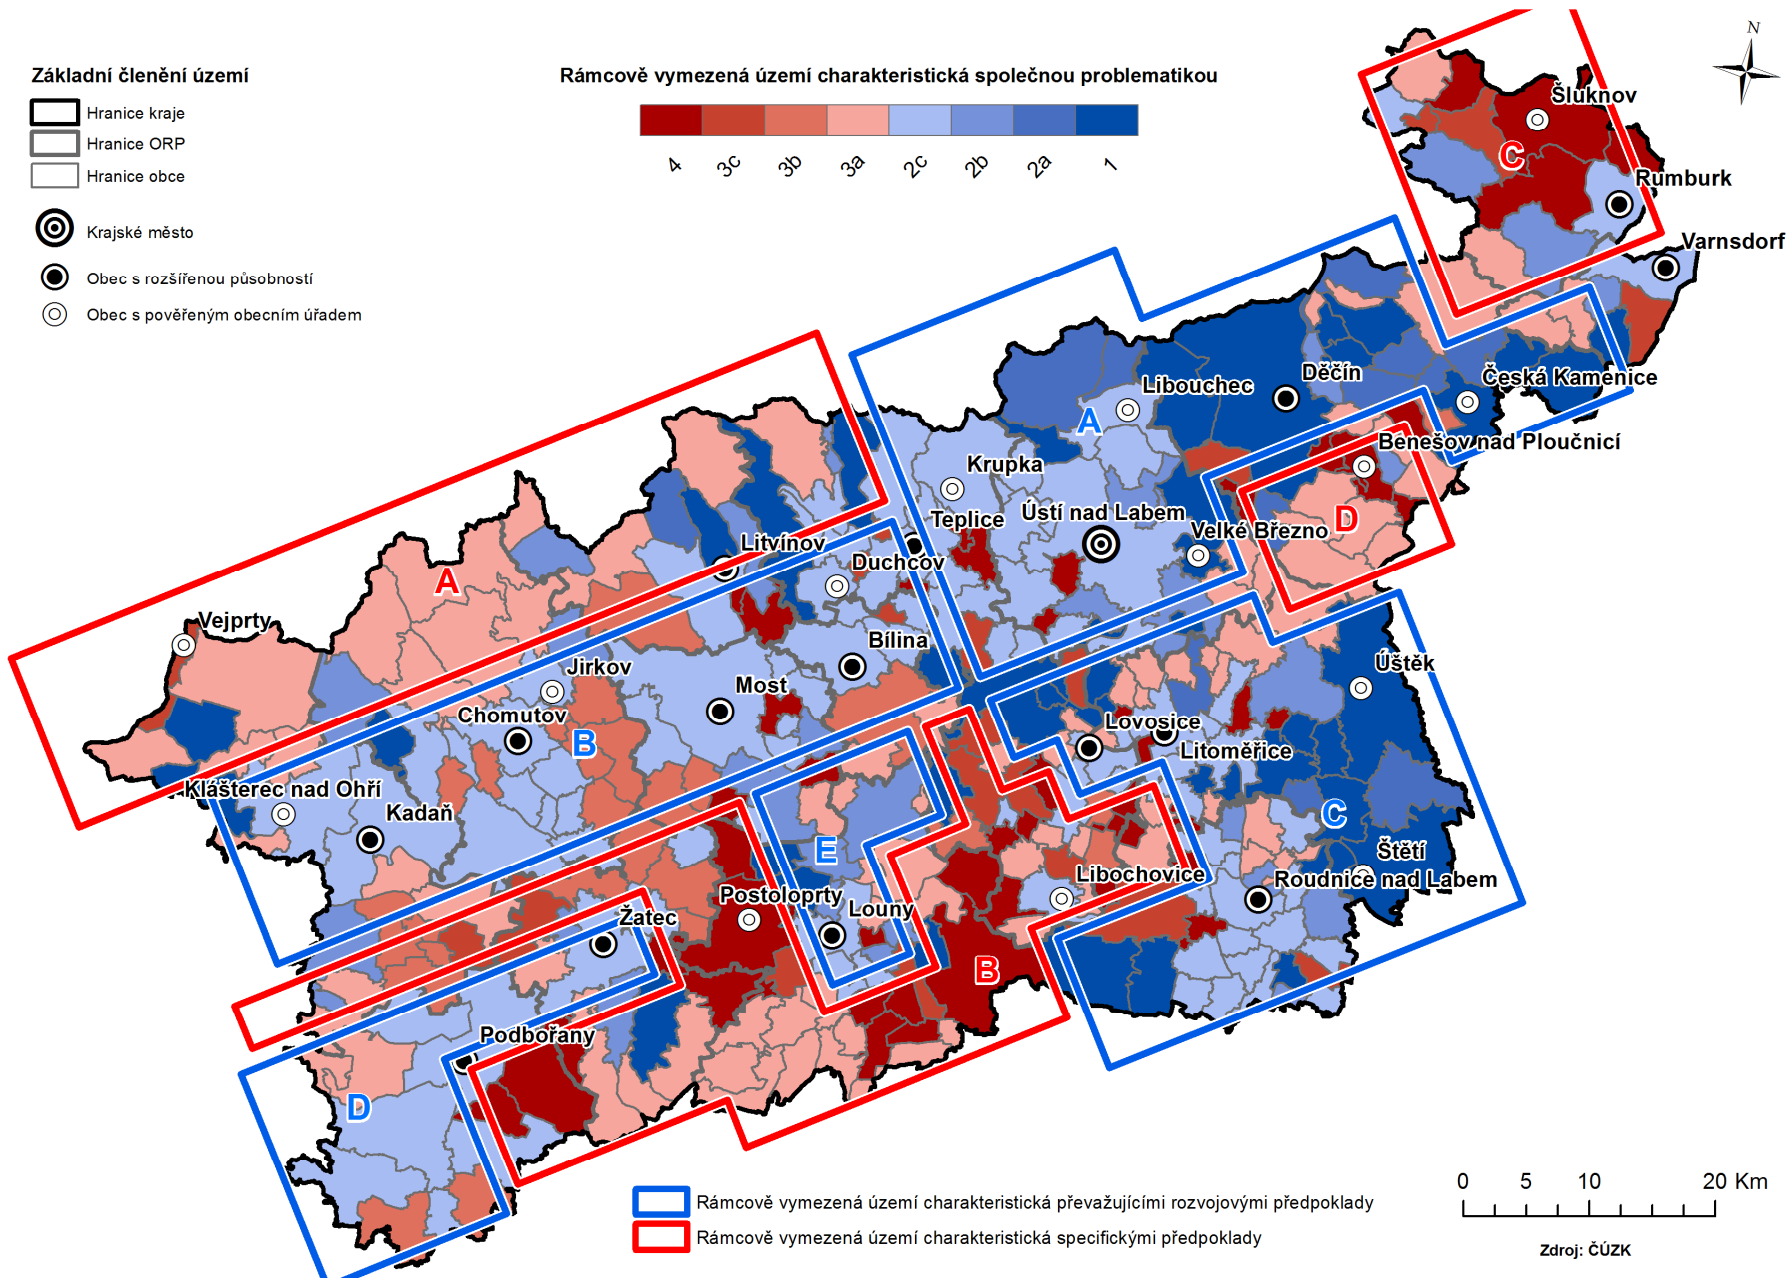 Základní členění území
Hranice kraje
Hranice ORP
Hranice obce
Krajské město
Obec s rozšířenou působností
Obec s pověřeným obecním úřadem
Rámcově vymezená území charakteristická společnou problematikou
4 3c 3b 3a 2c 2b 2a 1
N
Šluknov
C
Rumburk
Varnsdorf
Děčín
Libouchec
Česká Kamenice
A
Benešov nad Ploučnicí
Krupka
Ústí nad Labem
Teplice
D
Velké Březno
Litvínov
Duchcov
A
Vejprty
Bílina
Jirkov
Úštěk
Most
Chomutov
Lovosice
B
Litoměřice
Klášterec nad Ohří
Kadaň
C
E
Štětí
Libochovice
Roudnice nad Labem
Postoloprty
Louny
Žatec
B
Podbořany
D
0 5 10 20 Km
Rámcově vymezená území charakteristická převažujícími rozvojovými předpoklady
Rámcově vymezená území charakteristická specifickými předpoklady
Zdroj: ČÚZK